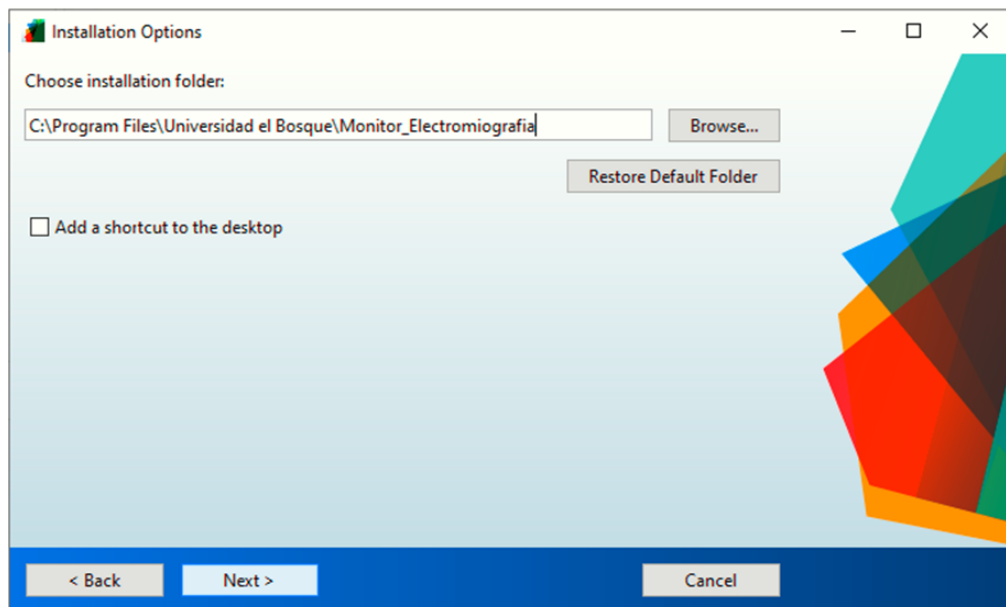 Installation Options
Choose installation folder:
C:\Program Files\Universidad el Bosque\Monitor_Electromiografia
Browse...
Restore Default Folder
Add a shortcut to the desktop
< Back
Next >
Cancel